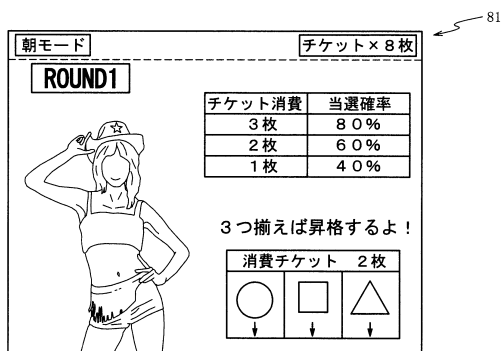 81
朝モード
チケット×8枚
ROUND1
チケット消費 当選確率
3枚 80%
2枚 60%
1枚 40%
3つ揃えば昇格するよ!
消費チケット 2枚